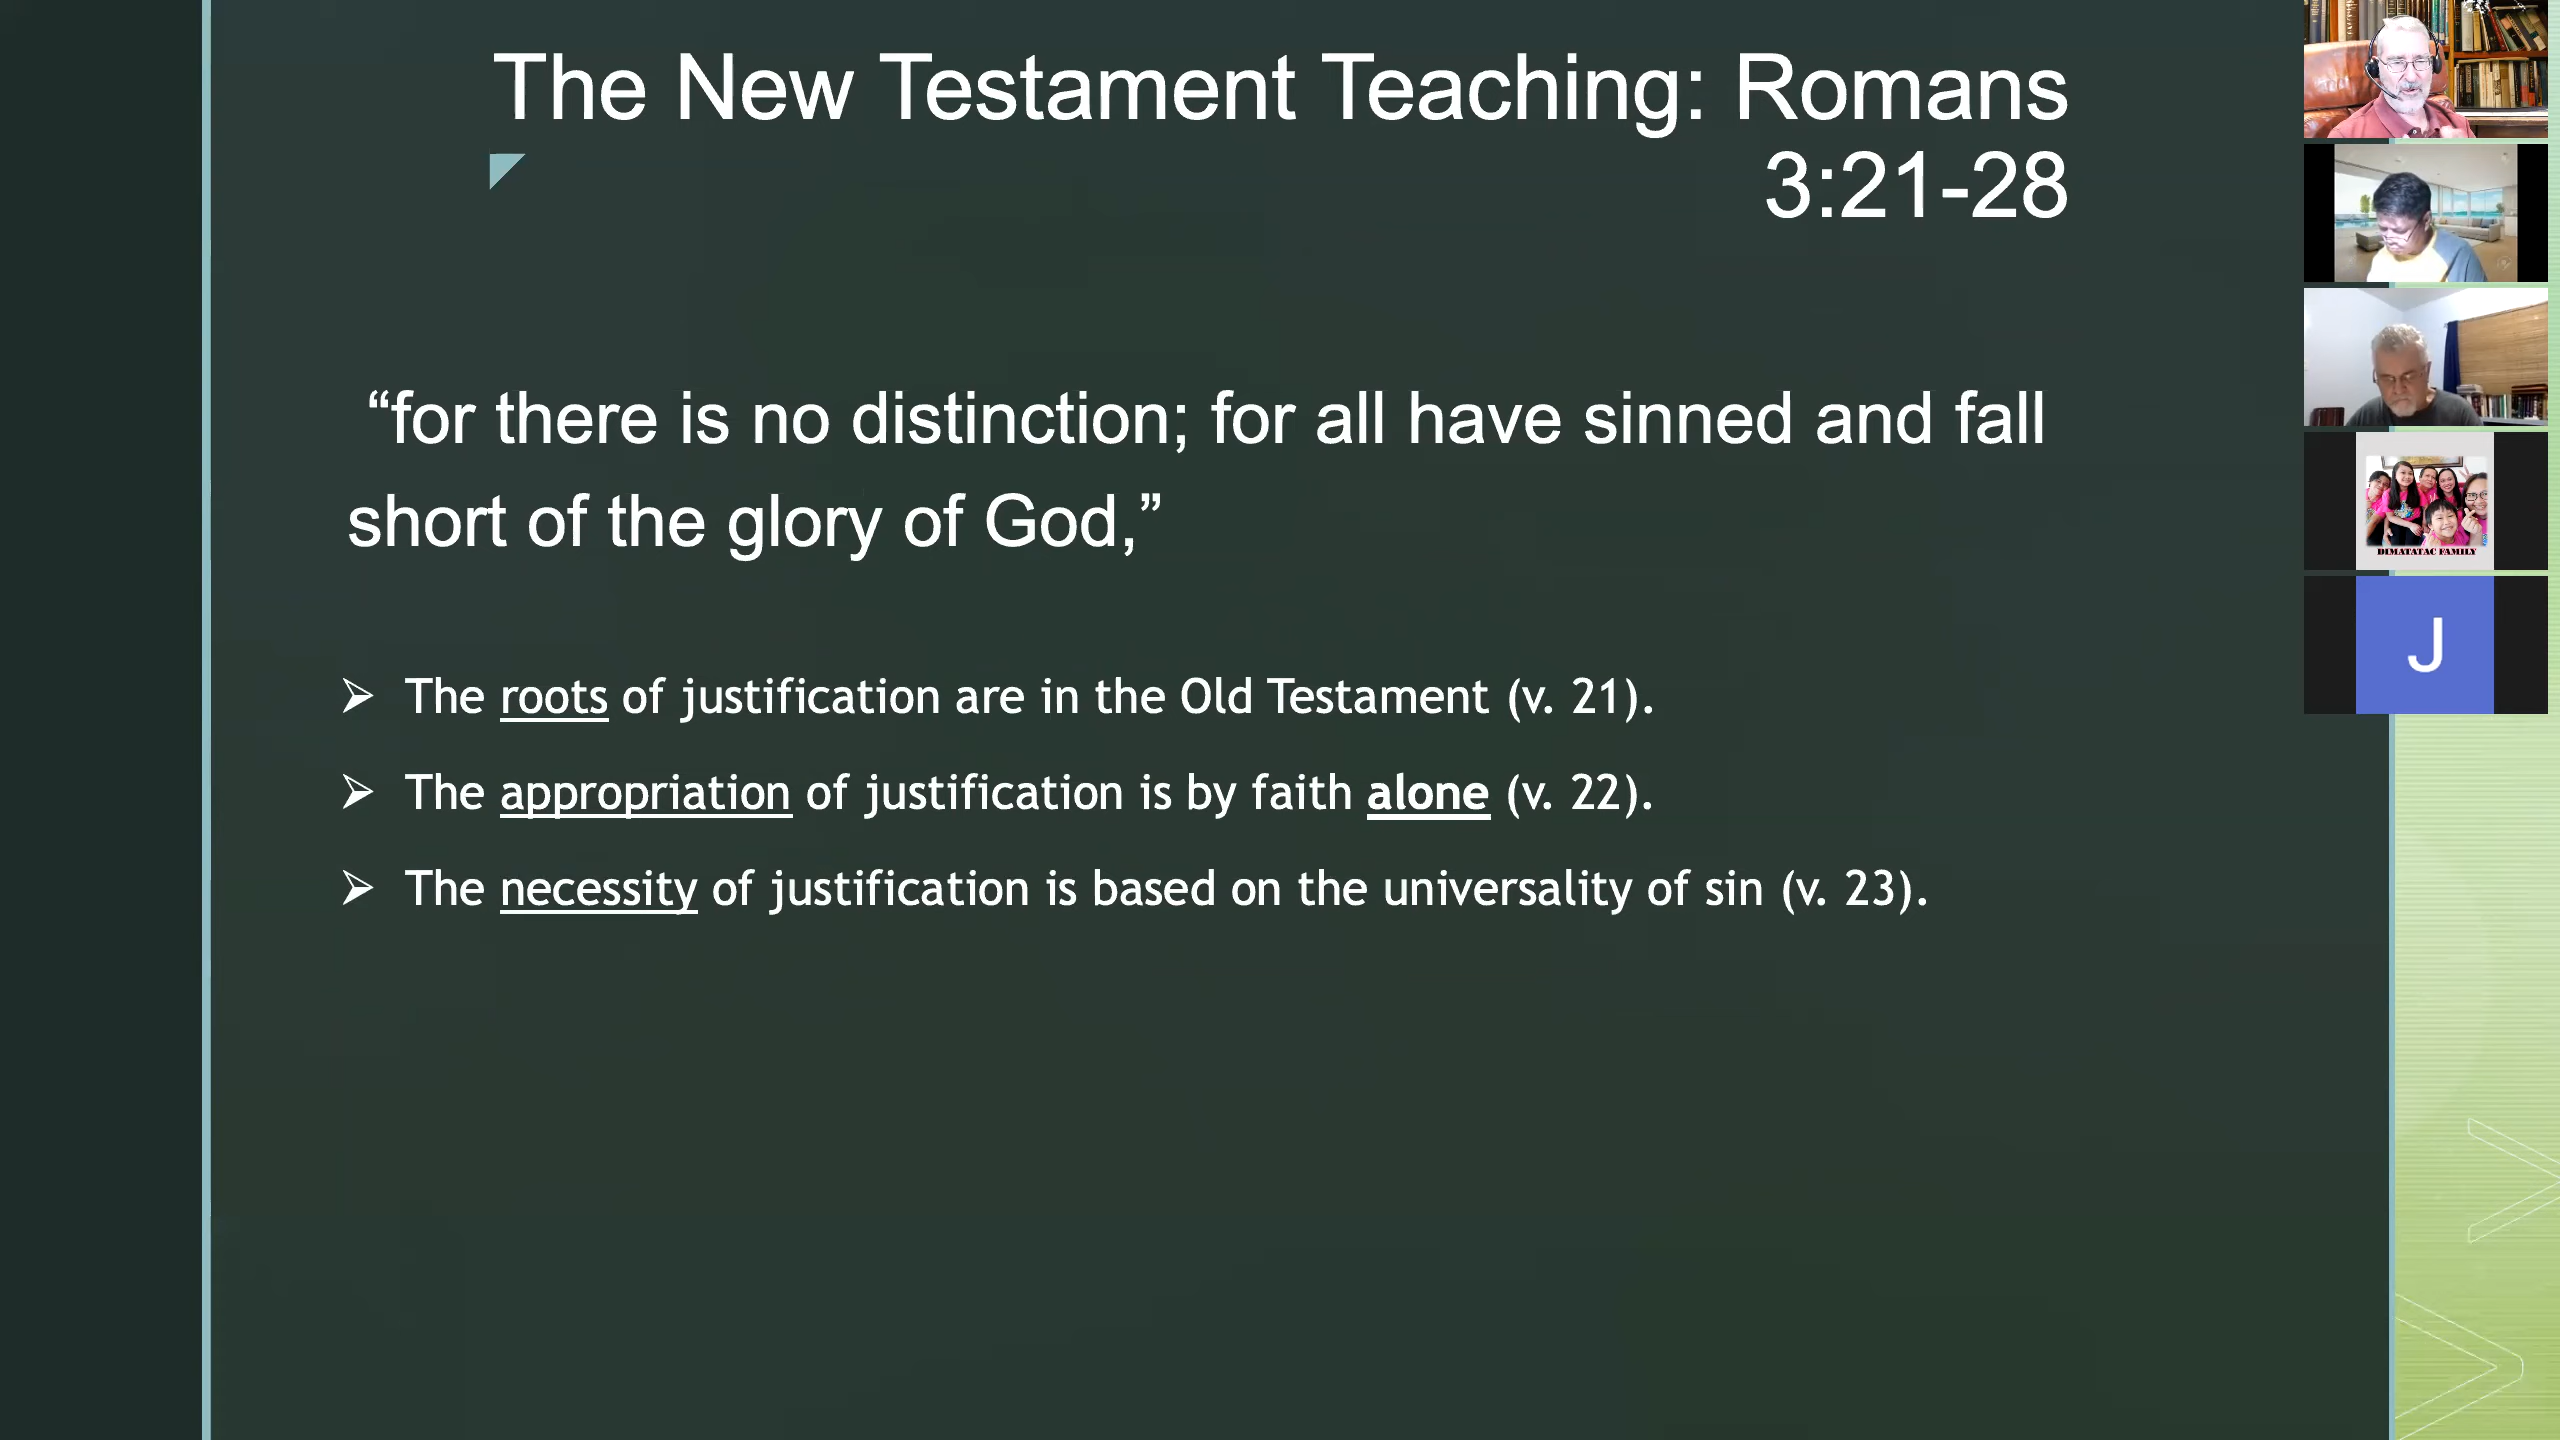 The New Testament Teaching: Romans
3:21-28
“for there is no distinction; for all have sinned and fall
short of the glory of God,”
➢ The roots of justification are in the Old Testament (v. 21).
➢ The appropriation of justification is by faith alone (v. 22).
➢ The necessity of justification is based on the universality of sin (v. 23).
DIMATATAC FAMILY
J